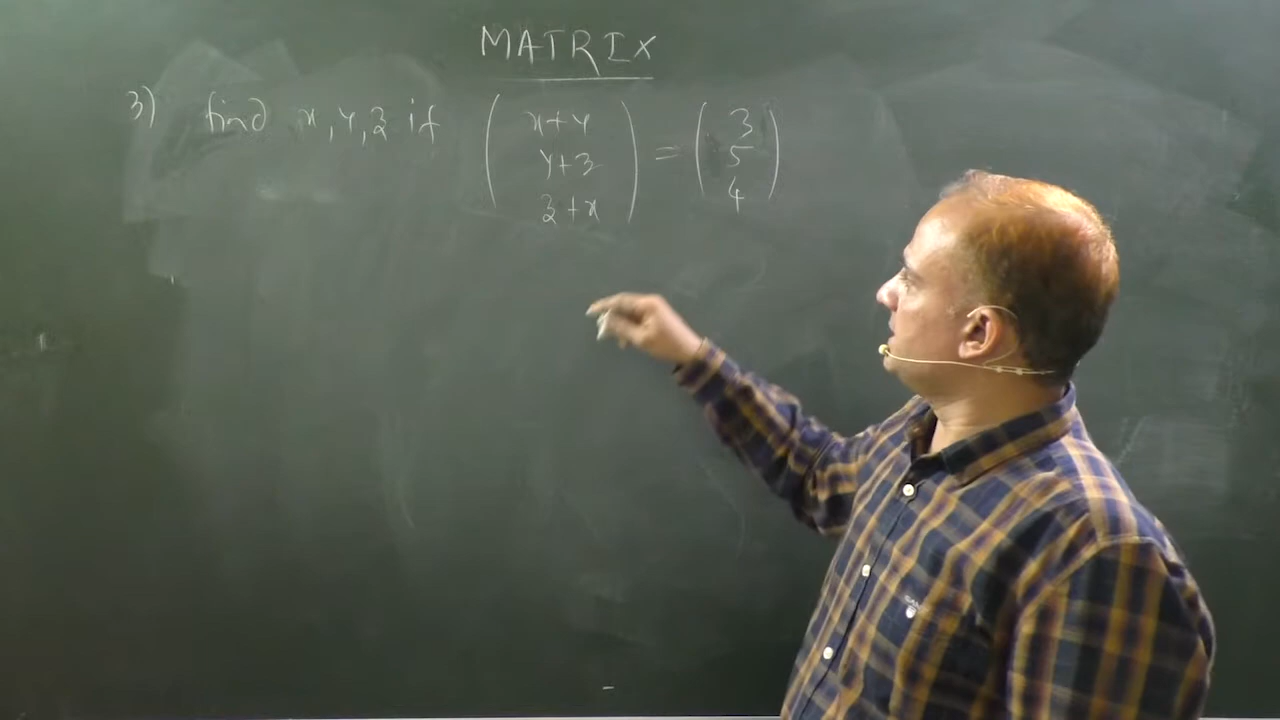 MATRIX
3) find x, y, z if
x+y
y+z
z+x
=
3
5
4